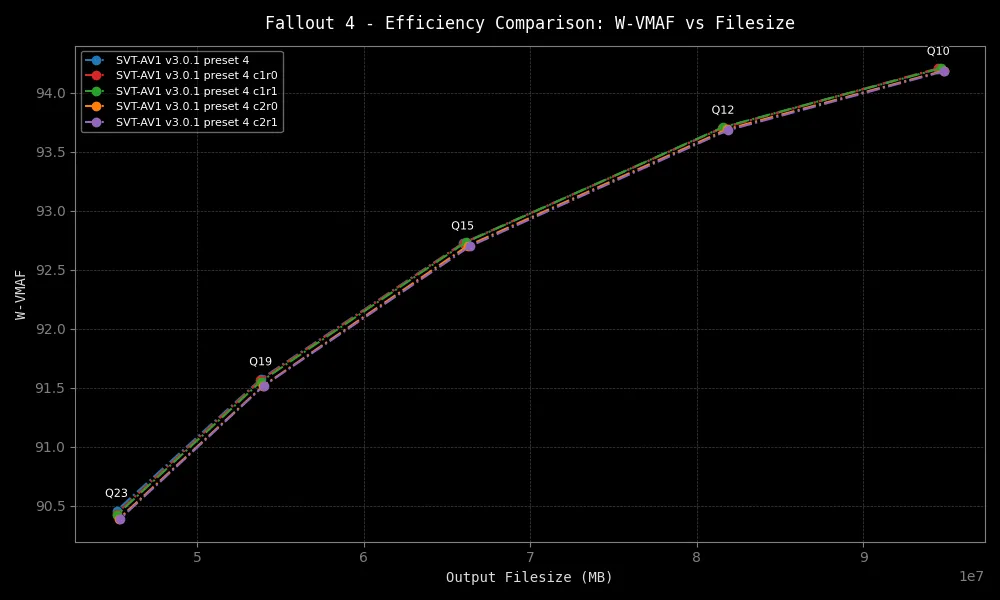 Fallout 4 - Efficiency Comparison: W-VMAF vs Filesize
SVT-AV1 v3.0.1 preset 4
SVT-AV1 v3.0.1 preset 4 c1r0
SVT-AV1 v3.0.1 preset 4 c1r1
SVT-AV1 v3.0.1 preset 4 c2r0
SVT-AV1 v3.0.1 preset 4 c2r1
Q10
Q12
Q15
Q19
Q23
94.0
93.5
93.0
92.5
92.0
91.5
91.0
90.5
W-VMAF
5 6 7 8 9
1e7
Output Filesize (MB)